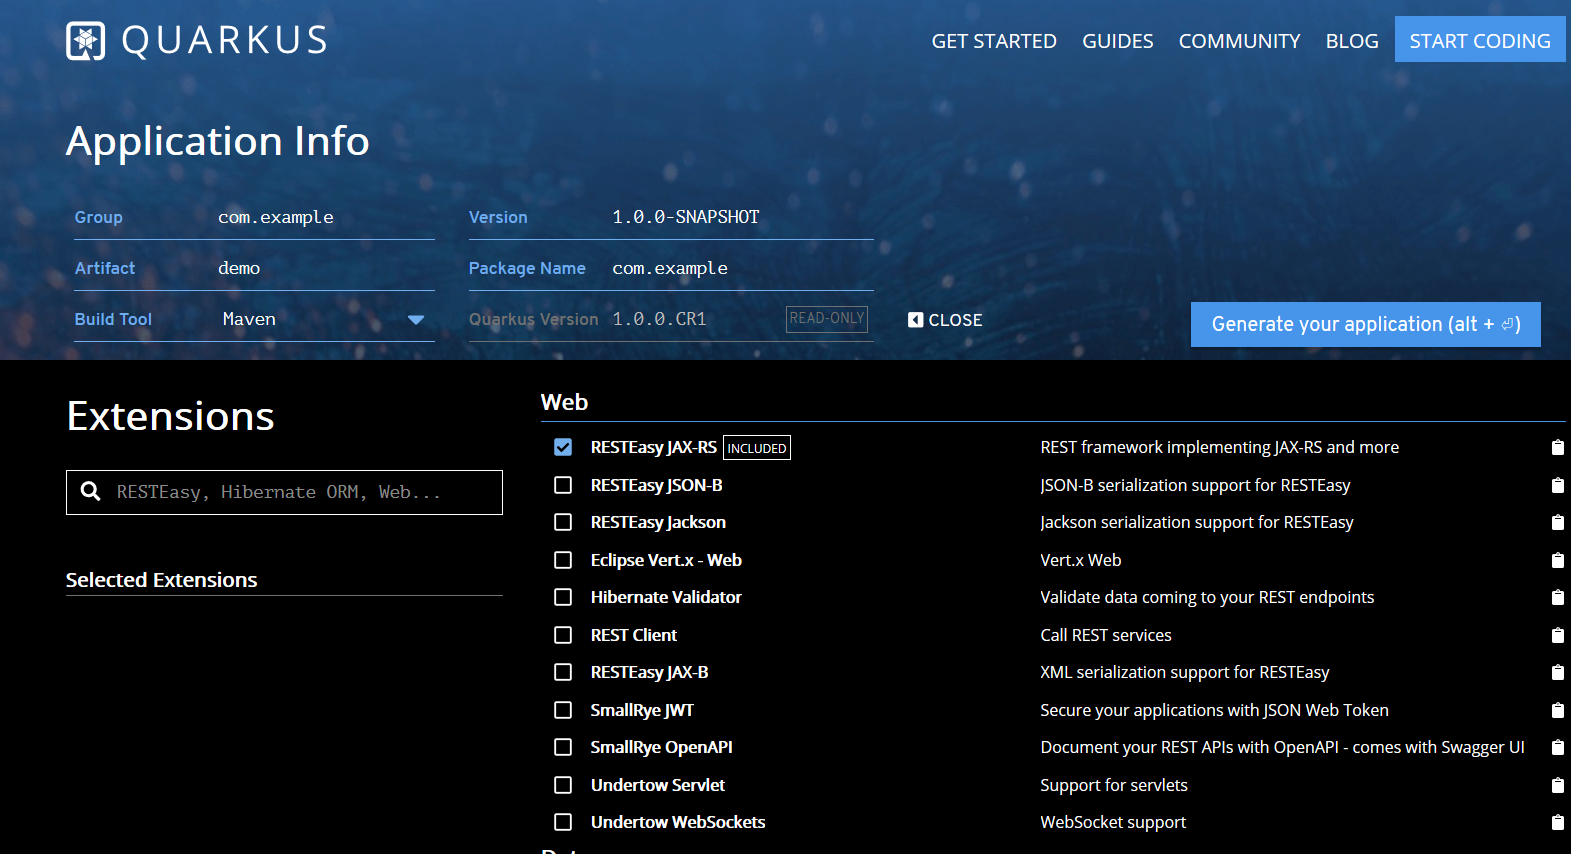 QUARKUS
GET STARTED GUIDES COMMUNITY BLOG START CODING
Application Info
Group com.example Version 1.0.0-SNAPSHOT
Artifact demo Package Name com.example
Build Tool Maven Quarkus Version 1.0.0.CR1 READ-ONLY CLOSE Generate your application (alt + ⏎)
Extensions
RESTEasy, Hibernate ORM, Web...
Selected Extensions
Web
RESTEasy JAX-RS INCLUDED REST framework implementing JAX-RS and more
RESTEasy JSON-B JSON-B serialization support for RESTEasy
RESTEasy Jackson Jackson serialization support for RESTEasy
Eclipse Vert.x - Web Vert.x Web
Hibernate Validator Validate data coming to your REST endpoints
REST Client Call REST services
RESTEasy JAX-B XML serialization support for RESTEasy
SmallRye JWT Secure your applications with JSON Web Token
SmallRye OpenAPI Document your REST APIs with OpenAPI - comes with Swagger UI
Undertow Servlet Support for servlets
Undertow WebSockets WebSocket support